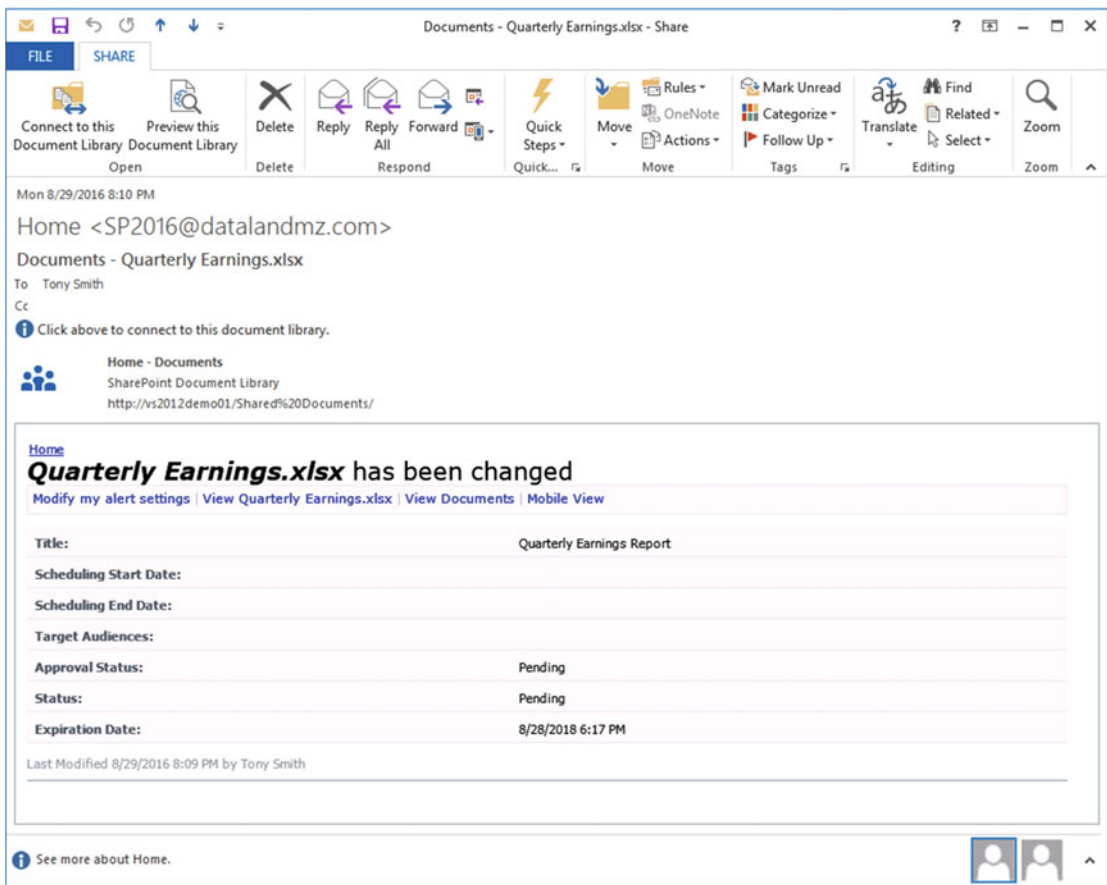 Documents - Quarterly Earnings.xlsx - Share ?
FILE SHARE
Connect to this Document Library
Preview this Document Library
Delete
Reply
Reply All
Forward
Quick Steps
Move
Rules
OneNote
Actions
Mark Unread
Categorize
Follow Up
Translate
Find
Related
Select
Zoom
Open Delete Respond Quick... Move Tags Editing Zoom
Mon 8/29/2016 8:10 PM
Home <SP2016@datalandmz.com>
Documents - Quarterly Earnings.xlsx
To Tony Smith
Cc
Click above to connect to this document library.
Home - Documents
SharePoint Document Library
http://vs2012demo01/Shared%20Documents/
Home
Quarterly Earnings.xlsx has been changed
Modify my alert settings | View Quarterly Earnings.xlsx | View Documents | Mobile View
Title: Quarterly Earnings Report
Scheduling Start Date:
Scheduling End Date:
Target Audiences:
Approval Status: Pending
Status: Pending
Expiration Date: 8/28/2018 6:17 PM
Last Modified 8/29/2016 8:09 PM by Tony Smith
See more about Home.